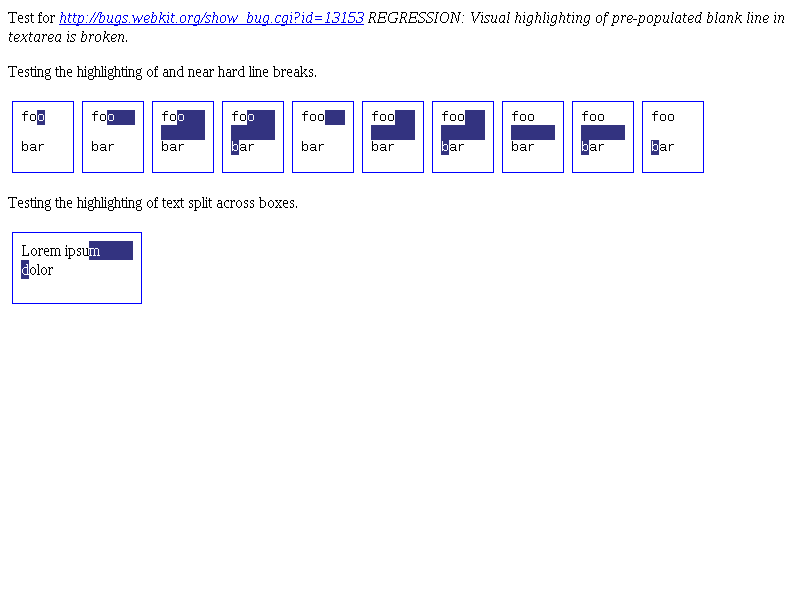 Test for http://bugs.webkit.org/show_bug.cgi?id=13153 REGRESSION: Visual highlighting of pre-populated blank line in
textarea is broken.
Testing the highlighting of and near hard line breaks.
foo foo foo foo foo foo foo foo foo foo
bar bar bar bar bar bar bar bar bar bar
Testing the highlighting of text split across boxes.
Lorem ipsum
dolor